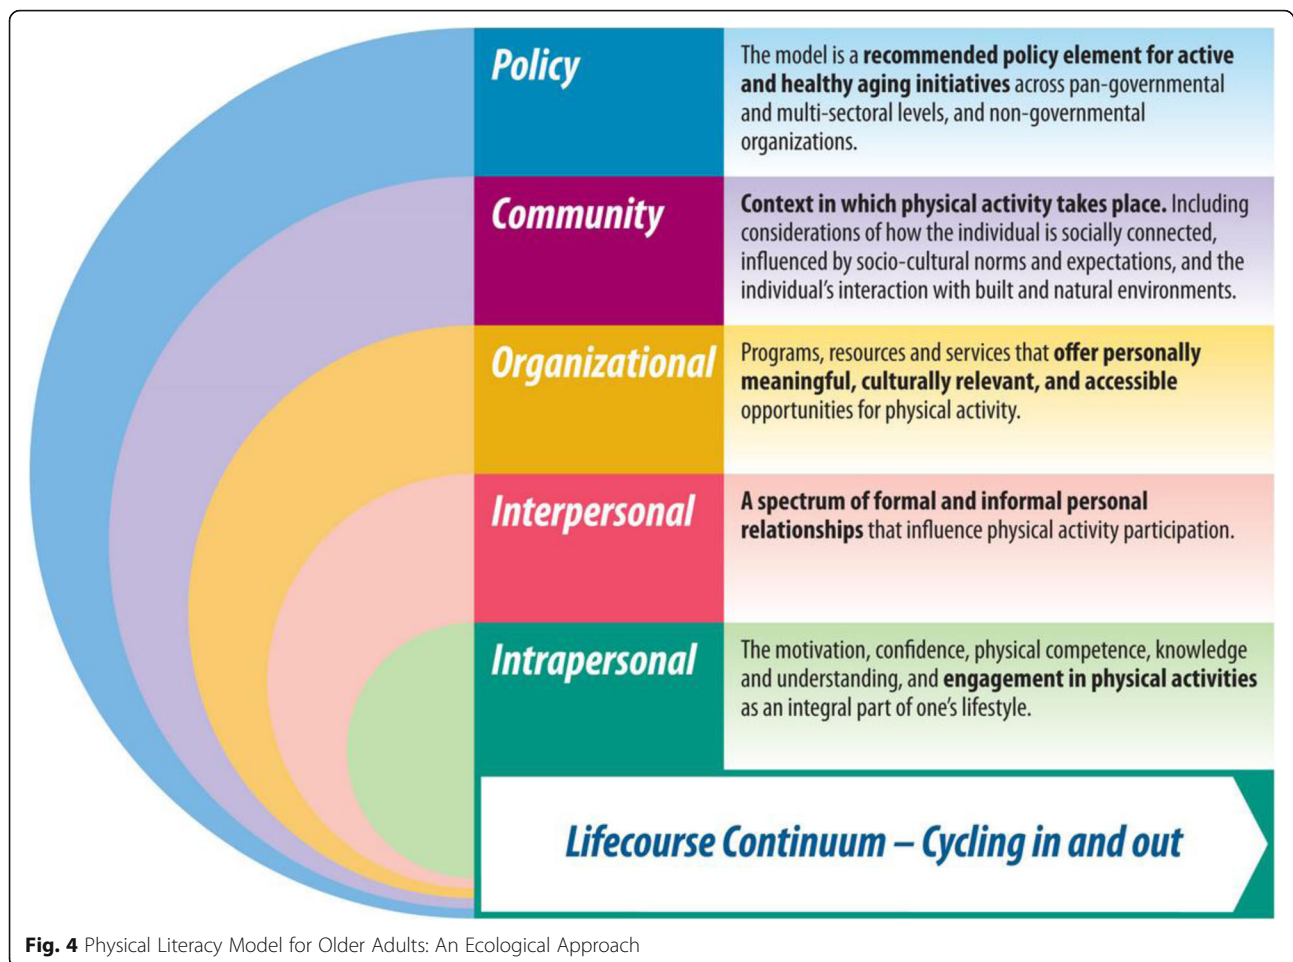 Policy
The model is a recommended policy element for active
and healthy aging initiatives across pan-governmental
and multi-sectoral levels, and non-governmental
organizations.
Community
Context in which physical activity takes place. Including
considerations of how the individual is socially connected,
influenced by socio-cultural norms and expectations, and the
individual's interaction with built and natural environments.
Organizational
Programs, resources and services that offer personally
meaningful, culturally relevant, and accessible
opportunities for physical activity.
Interpersonal
A spectrum of formal and informal personal
relationships that influence physical activity participation.
Intrapersonal
The motivation, confidence, physical competence, knowledge
and understanding, and engagement in physical activities
as an integral part of one's lifestyle.
Lifecourse Continuum – Cycling in and out
Fig. 4 Physical Literacy Model for Older Adults: An Ecological Approach